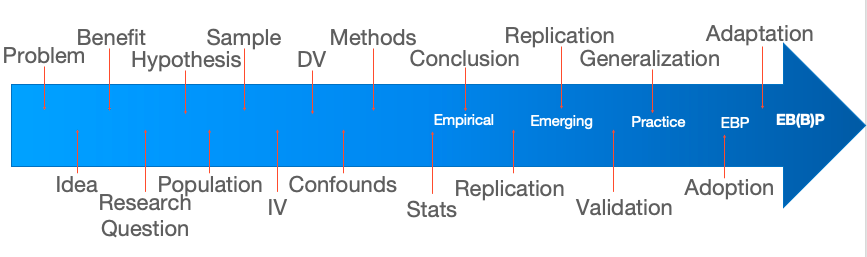 Problem
Benefit
Hypothesis
Sample
DV
Methods
Conclusion
Replication
Generalization
Adaptation
Empirical
Emerging
Practice
EBP
EB(B)P
Idea
Research
Question
Population
IV
Confounds
Stats
Replication
Validation
Adoption